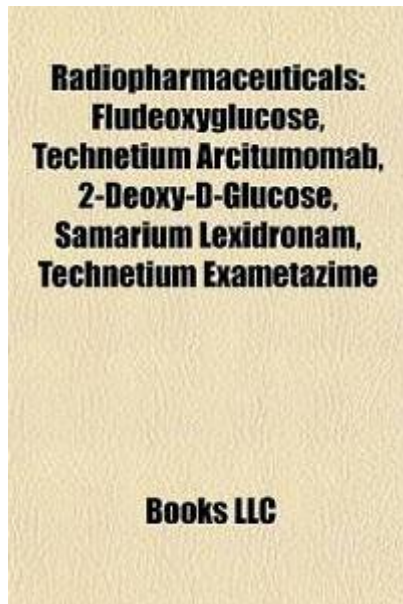 Radiopharmaceuticals:
Fludeoxyglucose,
Technetium Arcitumomab,
2-Deoxy-D-Glucose,
Samarium Lexidronam,
Technetium Exametazime
Books LLC